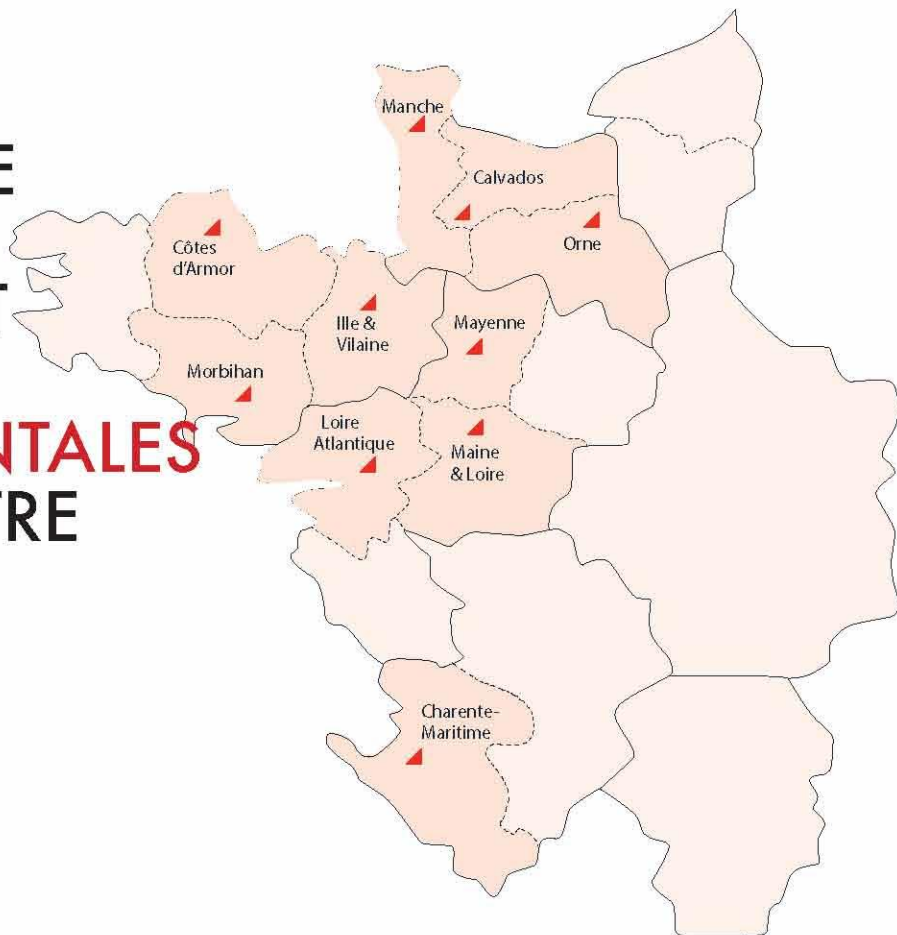 E
T
NTALES
TRE
Manche
Calvados
Orne
Côtes
d'Armor
Ille &
Vilaine
Mayenne
Morbihan
Loire
Atlantique
Maine
& Loire
Charente-
Maritime